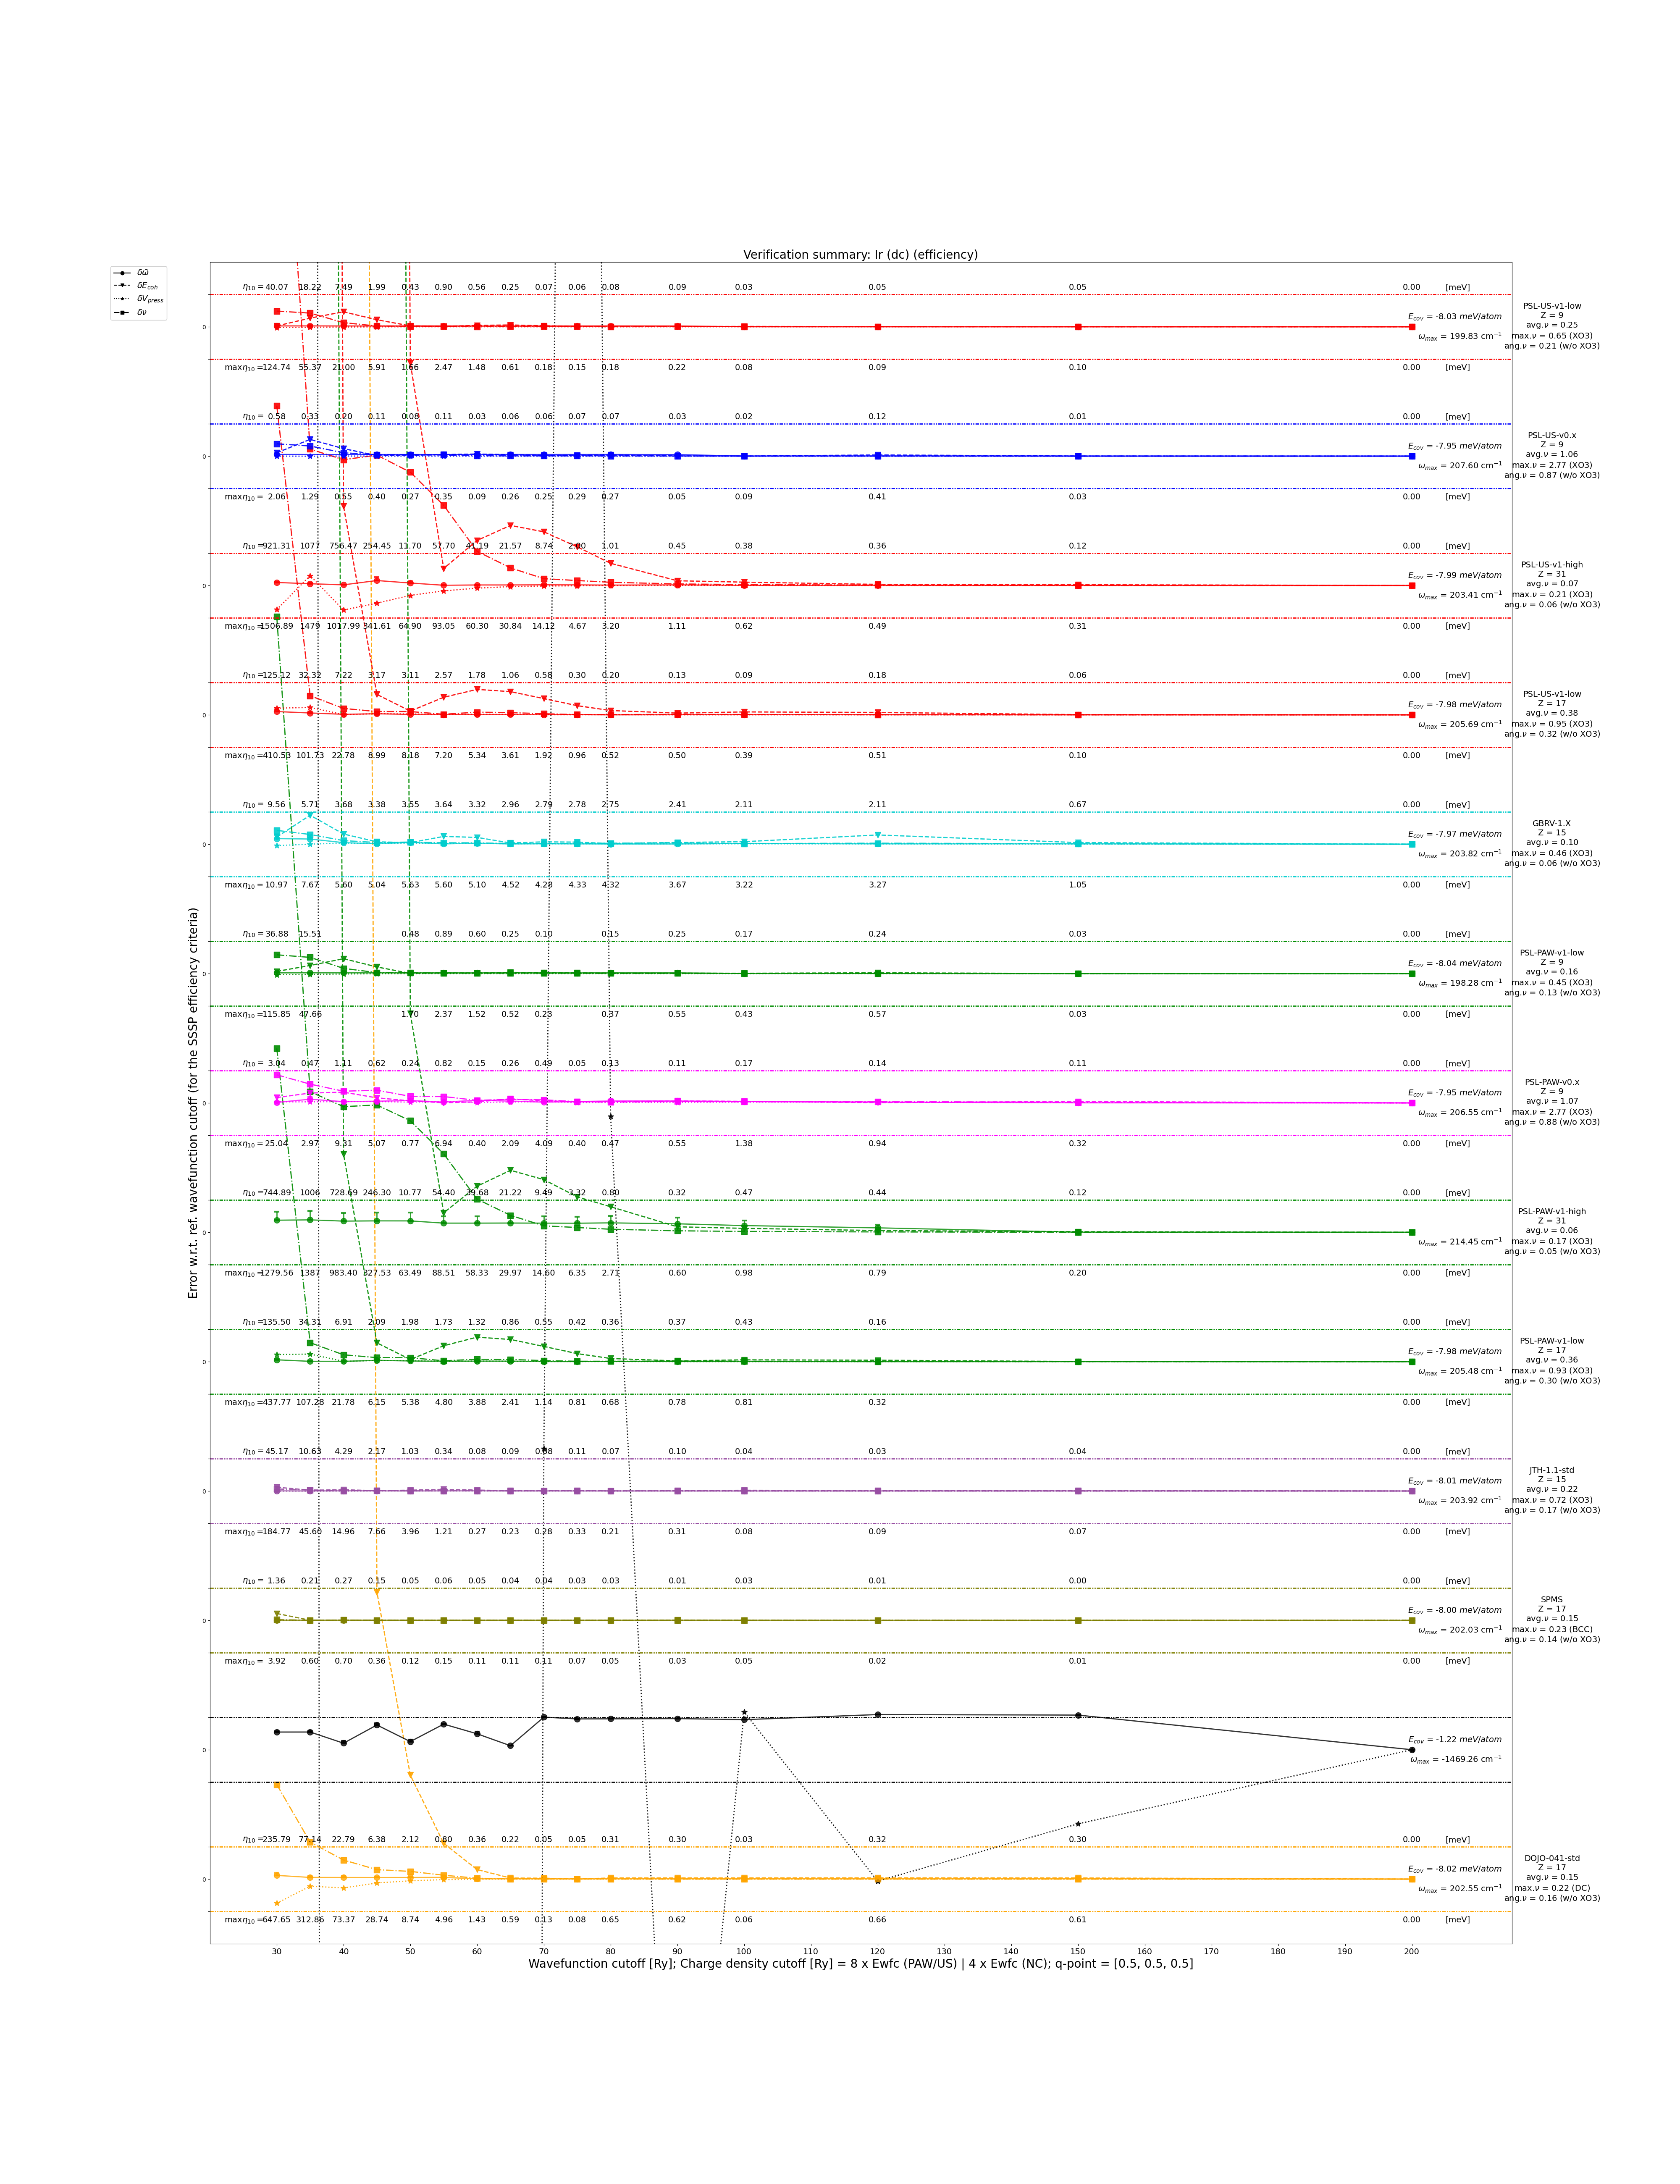 Verification summary: Ir (dc) (efficiency)
δω̄
δE_coh
δV_press
δν
Error w.r.t. ref. wavefunction cutoff (for the SSSP efficiency criteria)
η₁₀ = 40.07 18.22 7.49 1.99 0.43 0.90 0.56 0.25 0.07 0.06 0.08 0.09 0.03 0.05 0.05 0.00 [meV]
0
E_cov = -8.03 meV/atom
ω_max = 199.83 cm⁻¹
maxη₁₀ = 124.74 55.37 21.00 5.91 1.66 2.47 1.48 0.61 0.18 0.15 0.18 0.22 0.08 0.09 0.10 0.00 [meV]
PSL-US-v1-low
Z = 9
avg.ν = 0.25
max.ν = 0.65 (XO3)
ang.ν = 0.21 (w/o XO3)
η₁₀ = 0.58 0.33 0.20 0.11 0.08 0.11 0.03 0.06 0.06 0.07 0.07 0.03 0.02 0.12 0.01 0.00 [meV]
0
E_cov = -7.95 meV/atom
ω_max = 207.60 cm⁻¹
maxη₁₀ = 2.06 1.29 0.55 0.40 0.27 0.35 0.09 0.26 0.25 0.29 0.27 0.05 0.09 0.41 0.03 0.00 [meV]
PSL-US-v0.x
Z = 9
avg.ν = 1.06
max.ν = 2.77 (XO3)
ang.ν = 0.87 (w/o XO3)
η₁₀ = 921.31 1077 756.47 254.45 11.70 57.70 41.19 21.57 8.74 1.01 0.45 0.38 0.36 0.12 0.00 [meV]
0
E_cov = -7.99 meV/atom
ω_max = 203.41 cm⁻¹
maxη₁₀ = 1506.89 1479 1017.99 341.61 64.90 93.05 60.30 30.84 14.12 4.67 3.20 1.11 0.62 0.49 0.31 0.00 [meV]
PSL-US-v1-high
Z = 31
avg.ν = 0.07
max.ν = 0.21 (XO3)
ang.ν = 0.06 (w/o XO3)
η₁₀ = 125.12 32.32 7.22 3.17 3.11 2.57 1.78 1.06 0.58 0.30 0.20 0.13 0.09 0.18 0.06 0.00 [meV]
0
E_cov = -7.98 meV/atom
ω_max = 205.69 cm⁻¹
maxη₁₀ = 410.53 101.73 22.78 8.99 8.18 7.20 5.34 3.61 1.92 0.96 0.52 0.50 0.39 0.51 0.10 0.00 [meV]
PSL-US-v1-low
Z = 17
avg.ν = 0.38
max.ν = 0.95 (XO3)
ang.ν = 0.32 (w/o XO3)
η₁₀ = 9.56 5.71 3.68 3.38 3.55 3.64 3.32 2.96 2.79 2.78 2.75 2.41 2.11 2.11 0.67 0.00 [meV]
0
E_cov = -7.97 meV/atom
ω_max = 203.82 cm⁻¹
maxη₁₀ = 10.97 7.67 5.60 5.04 5.63 5.60 5.10 4.52 4.28 4.33 4.32 3.67 3.22 3.27 1.05 0.00 [meV]
GBRV-1.X
Z = 15
avg.ν = 0.10
max.ν = 0.46 (XO3)
ang.ν = 0.06 (w/o XO3)
η₁₀ = 36.88 15.51 0.48 0.89 0.60 0.25 0.10 0.15 0.25 0.17 0.24 0.03 0.00 [meV]
0
E_cov = -8.04 meV/atom
ω_max = 198.28 cm⁻¹
maxη₁₀ = 115.85 47.66 1.70 2.37 1.52 0.52 0.23 0.37 0.55 0.43 0.57 0.03 0.00 [meV]
PSL-PAW-v1-low
Z = 9
avg.ν = 0.16
max.ν = 0.45 (XO3)
ang.ν = 0.13 (w/o XO3)
η₁₀ = 3.04 0.47 1.11 0.62 0.24 0.82 0.15 0.26 0.49 0.05 0.13 0.11 0.17 0.14 0.11 0.00 [meV]
0
E_cov = -7.95 meV/atom
ω_max = 206.55 cm⁻¹
maxη₁₀ = 25.04 2.97 9.31 5.07 0.77 6.94 0.40 2.09 4.09 0.40 0.47 0.55 1.38 0.94 0.32 0.00 [meV]
PSL-PAW-v0.x
Z = 9
avg.ν = 1.07
max.ν = 2.77 (XO3)
ang.ν = 0.88 (w/o XO3)
η₁₀ = 744.89 1006 728.69 246.30 10.77 54.40 39.68 21.22 9.49 3.32 0.80 0.32 0.47 0.44 0.12 0.00 [meV]
0
ω_max = 214.45 cm⁻¹
maxη₁₀ = 1279.56 1387 983.40 327.53 63.49 88.51 58.33 29.97 14.60 6.35 2.71 0.60 0.98 0.79 0.20 0.00 [meV]
PSL-PAW-v1-high
Z = 31
avg.ν = 0.06
max.ν = 0.17 (XO3)
ang.ν = 0.05 (w/o XO3)
η₁₀ = 135.50 34.31 6.91 2.09 1.98 1.73 1.32 0.86 0.55 0.42 0.36 0.37 0.43 0.16 0.00 [meV]
0
E_cov = -7.98 meV/atom
ω_max = 205.48 cm⁻¹
maxη₁₀ = 437.77 107.28 21.78 6.15 5.38 4.80 3.88 2.41 1.14 0.81 0.68 0.78 0.81 0.32 0.00 [meV]
PSL-PAW-v1-low
Z = 17
avg.ν = 0.36
max.ν = 0.93 (XO3)
ang.ν = 0.30 (w/o XO3)
η₁₀ = 45.17 10.63 4.29 2.17 1.03 0.34 0.08 0.09 0.08 0.11 0.07 0.10 0.04 0.03 0.04 0.00 [meV]
0
E_cov = -8.01 meV/atom
ω_max = 203.92 cm⁻¹
maxη₁₀ = 184.77 45.60 14.96 7.66 3.96 1.21 0.27 0.23 0.28 0.33 0.21 0.31 0.08 0.09 0.07 0.00 [meV]
JTH-1.1-std
Z = 15
avg.ν = 0.22
max.ν = 0.72 (XO3)
ang.ν = 0.17 (w/o XO3)
η₁₀ = 1.36 0.21 0.27 0.15 0.05 0.06 0.05 0.04 0.04 0.03 0.03 0.01 0.03 0.01 0.00 0.00 [meV]
0
E_cov = -8.00 meV/atom
ω_max = 202.03 cm⁻¹
maxη₁₀ = 3.92 0.60 0.70 0.36 0.12 0.15 0.11 0.11 0.11 0.07 0.05 0.03 0.05 0.02 0.01 0.00 [meV]
SPMS
Z = 17
avg.ν = 0.15
max.ν = 0.23 (BCC)
ang.ν = 0.14 (w/o XO3)
0
E_cov = -1.22 meV/atom
ω_max = -1469.26 cm⁻¹
η₁₀ = 235.79 77.14 22.79 6.38 2.12 0.80 0.36 0.22 0.05 0.05 0.31 0.30 0.03 0.32 0.30 0.00 [meV]
0
E_cov = -8.02 meV/atom
ω_max = 202.55 cm⁻¹
maxη₁₀ = 647.65 312.86 73.37 28.74 8.74 4.96 1.43 0.59 0.13 0.08 0.65 0.62 0.06 0.66 0.61 0.00 [meV]
DOJO-041-std
Z = 17
avg.ν = 0.15
max.ν = 0.22 (DC)
ang.ν = 0.16 (w/o XO3)
30 40 50 60 70 80 90 100 110 120 130 140 150 160 170 180 190 200
Wavefunction cutoff [Ry]; Charge density cutoff [Ry] = 8 x Ewfc (PAW/US) | 4 x Ewfc (NC); q-point = [0.5, 0.5, 0.5]